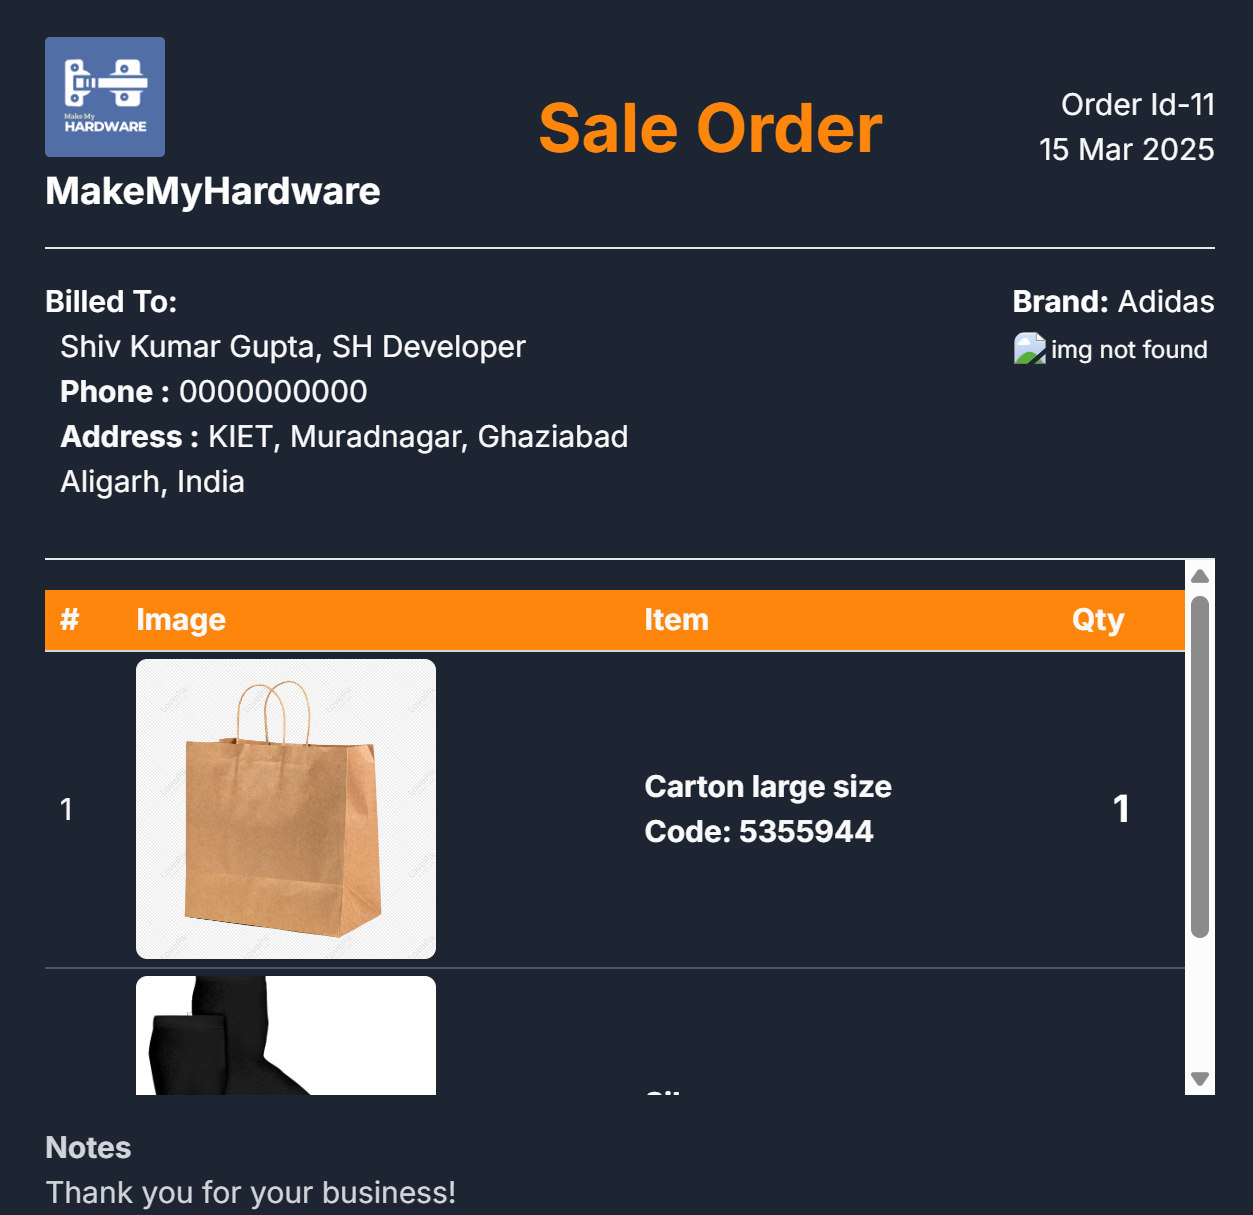 Make My
HARDWARE
MakeMyHardware
Sale Order
Order Id-11
15 Mar 2025
Billed To:
Shiv Kumar Gupta, SH Developer
Phone : 0000000000
Address : KIET, Muradnagar, Ghaziabad
Aligarh, India
Brand: Adidas
img not found
# Image Item Qty
1
Carton large size
Code: 5355944
1
Notes
Thank you for your business!